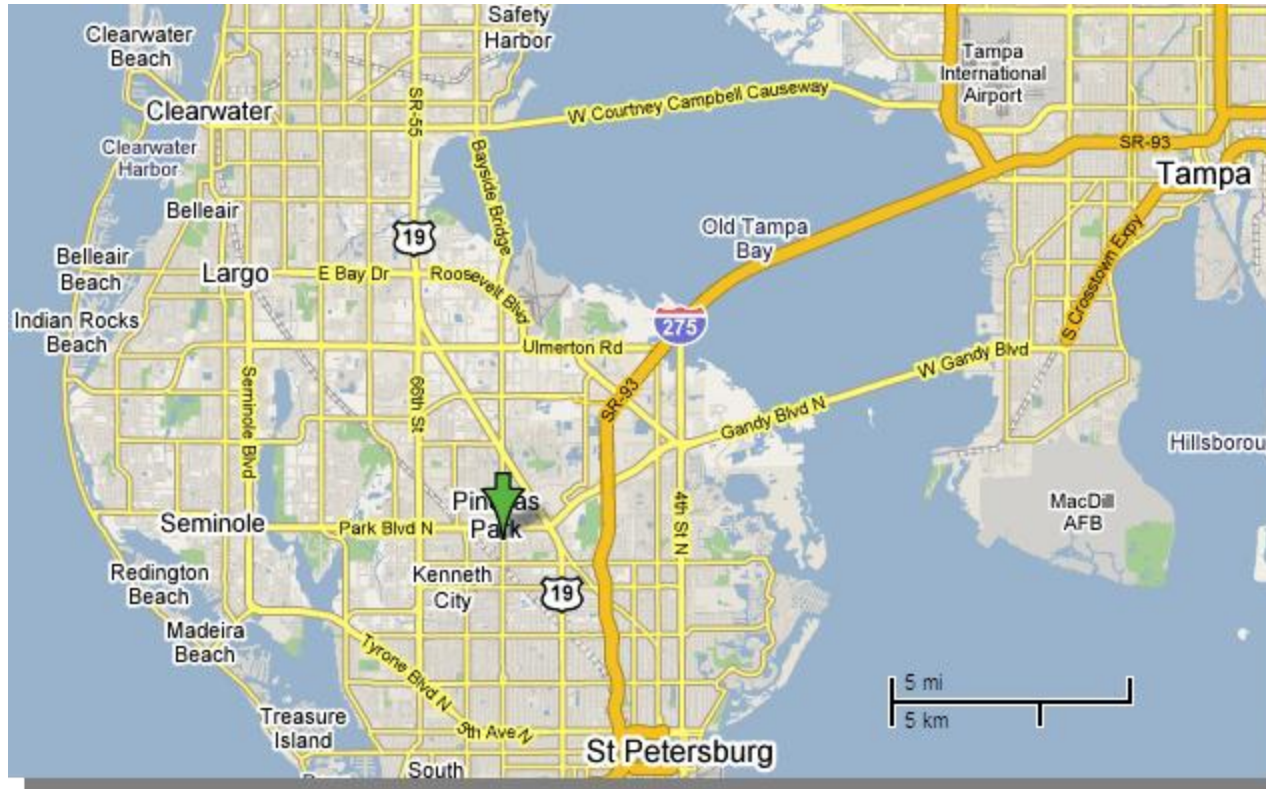 Safety
Harbor
Clearwater
Beach
Tampa
International
Airport
SR-55
W Courtney Campbell Causeway
Clearwater
Clearwater
Harbor
Bayside Bridge
SR-93
Tampa
Belleair
19
Old Tampa
Bay
S Crosstown Expy
Belleair
Beach
Largo
E Bay Dr
Roosevelt Blvd
Indian Rocks
Beach
275
Ulmerton Rd
W Gandy Blvd
Seminole Blvd
66th St
SR-93
Gandy Blvd N
Hillsborou
Pin as
Park
MacDill
AFB
4th St N
Seminole
Park Blvd N
Redington
Beach
Kenneth
City
19
Madeira
Beach
Tyrone Blvd N
5 mi
5 km
Treasure
Island
5th Ave N
St Petersburg
South